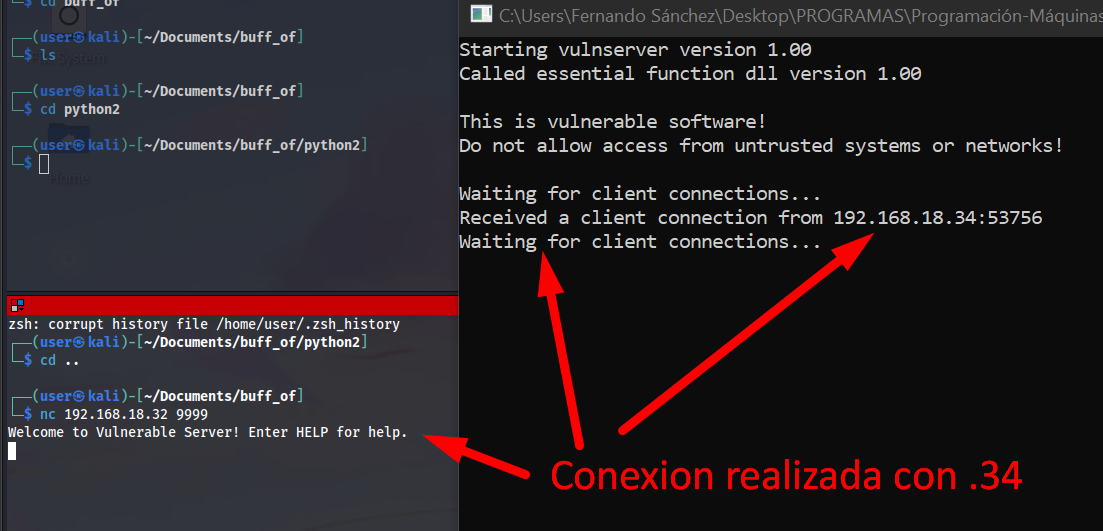 cd buff_of
┌──(user㉿kali)-[~/Documents/buff_of]
└─$ ls
System
┌──(user㉿kali)-[~/Documents/buff_of]
└─$ cd python2
┌──(user㉿kali)-[~/Documents/buff_of/python2]
└─$
Home
zsh: corrupt history file /home/user/.zsh_history
┌──(user㉿kali)-[~/Documents/buff_of/python2]
└─$ cd ..
┌──(user㉿kali)-[~/Documents/buff_of]
└─$ nc 192.168.18.32 9999
Welcome to Vulnerable Server! Enter HELP for help.
C:\Users\Fernando Sánchez\Desktop\PROGRAMAS\Programación-Máquinas
Starting vulnserver version 1.00
Called essential function dll version 1.00
This is vulnerable software!
Do not allow access from untrusted systems or networks!
Waiting for client connections...
Received a client connection from 192.168.18.34:53756
Waiting for client connections...
Conexion realizada con .34